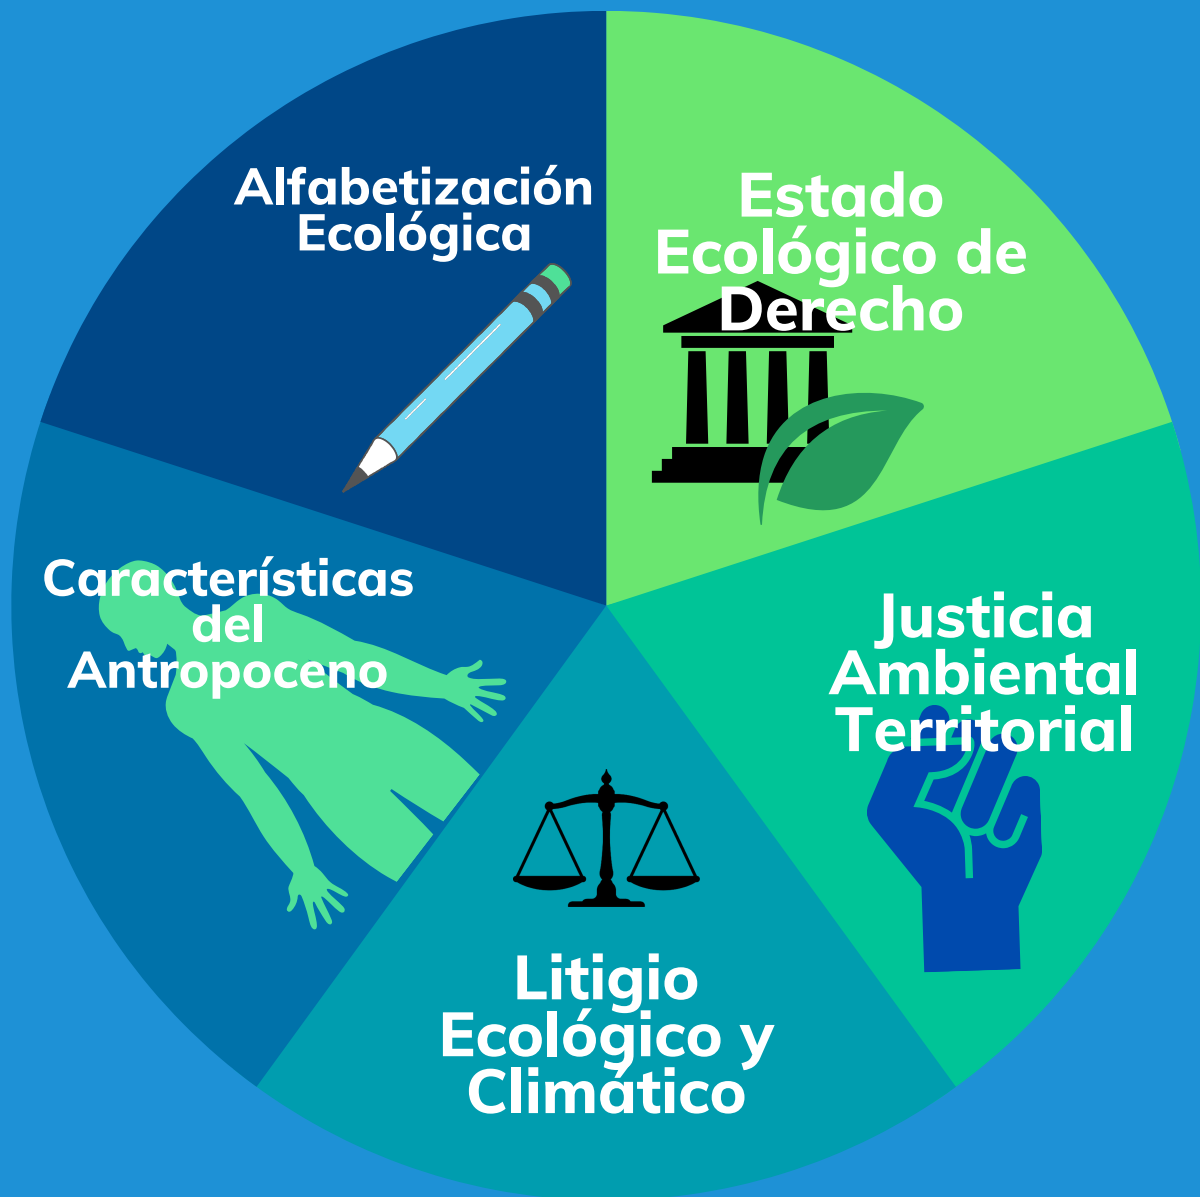 Alfabetización
Ecológica
Estado
Ecológico de
Derecho
Características
del
Antropoceno
Justicia
Ambiental
Territorial
Litigio
Ecológico y
Climático